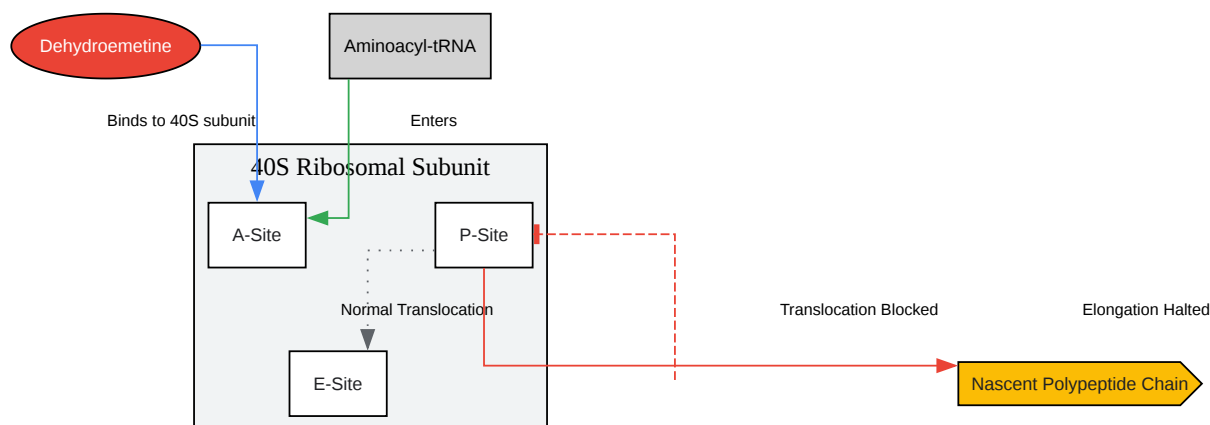 Dehydroemetine
Aminoacyl-tRNA
Binds to 40S subunit
Enters
40S Ribosomal Subunit
A-Site
P-Site
Normal Translocation
Translocation Blocked
Elongation Halted
E-Site
Nascent Polypeptide Chain